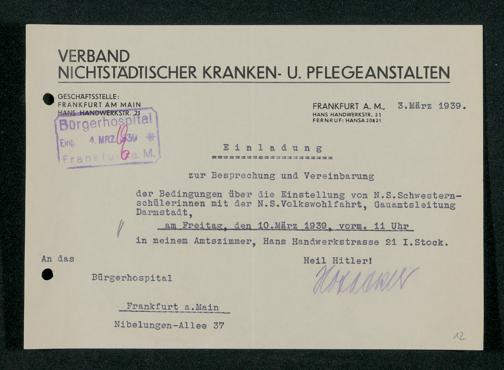 VERBAND
NICHTSTÄDTISCHER KRANKEN- U. PFLEGEANSTALTEN
GESCHÄFTSSTELLE:
FRANKFURT AM MAIN
HANS HANDWERKSTR. 21
FRANKFURT A. M., 3.März 1939.
HANS HANDWERKSTR. 21
FERNRUF: HANSA 20821
Bürgerhospital
Eing. 4. MRZ. 1939
Frankfurt a. M.
Einladung
zur Besprechung und Vereinbarung
der Bedingungen über die Einstellung von N.S.Schwestern-
schülerinnen mit der N.S.Volkswohlfahrt, Gauamtsleitung
Darmstadt,
am Freitag, den 10.März 1939, vorm. 11 Uhr
in meinem Amtszimmer, Hans Handwerkstrasse 21 I.Stock.
Heil Hitler!
An das
Bürgerhospital
Frankfurt a.Main
Nibelungen-Allee 37
12